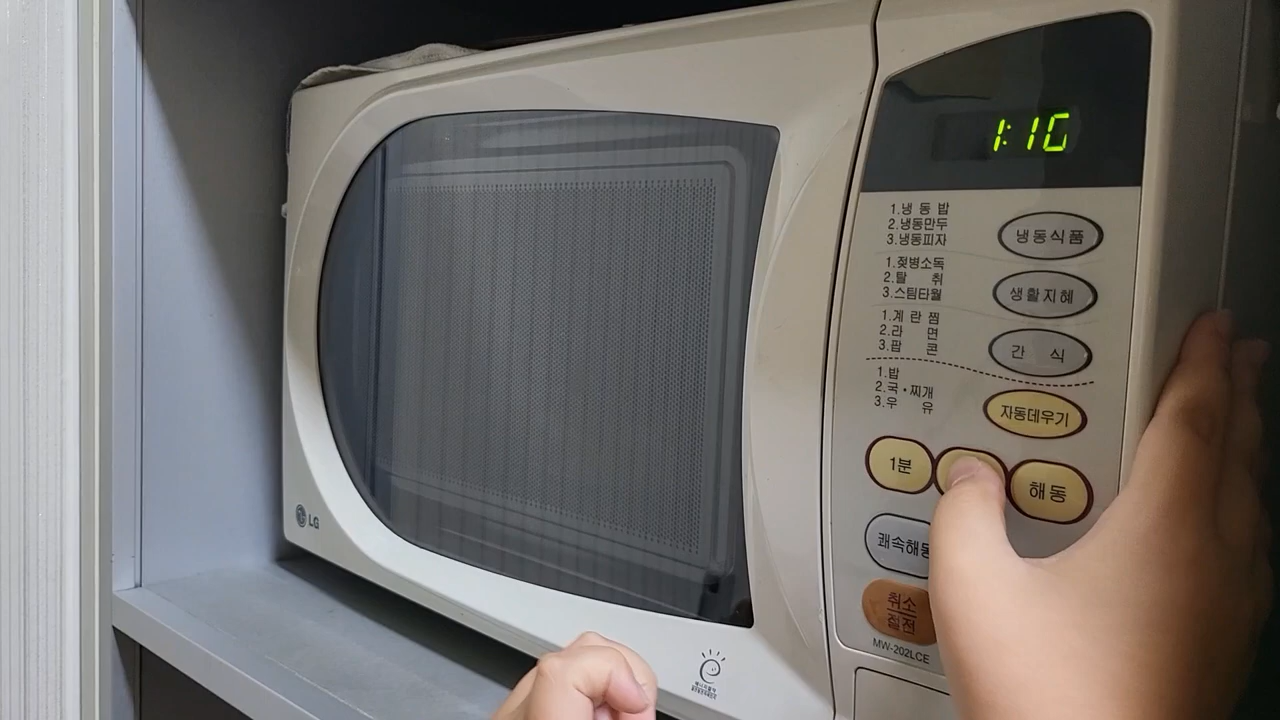 1:10
1.냉 동 밥
2.냉동만두
3.냉동피자
냉동식품
1.젖병소독
2.탈 취
3.스팀타월
생활지혜
1.계 란 찜
2.라 면
3.팝 콘
간 식
1.밥
2.국·찌개
3.우 유
자동데우기
1분
해동
쾌속해동
취소
절전
MW-202LCE
LG